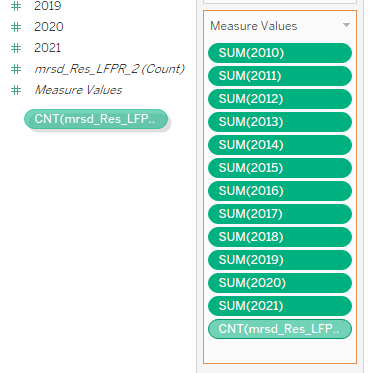 2019
2020
2021
mrsd_Res_LFPR_2 (Count)
Measure Values
CNT(mrsd_Res_LFP..
Measure Values
SUM(2010)
SUM(2011)
SUM(2012)
SUM(2013)
SUM(2014)
SUM(2015)
SUM(2016)
SUM(2017)
SUM(2018)
SUM(2019)
SUM(2020)
SUM(2021)
CNT(mrsd_Res_LFP..